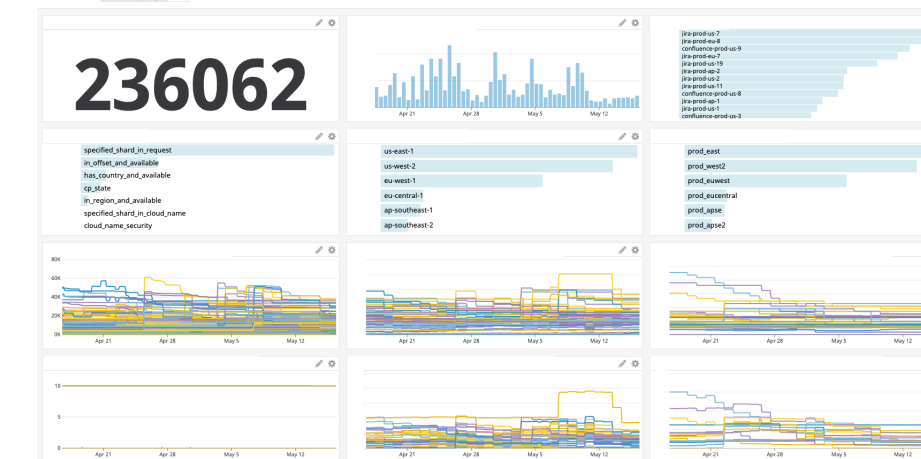 236062
Apr 21
Apr 28
May 5
May 12
jira-prod-us-7
jira-prod-eu-8
confluence-prod-us-9
jira-prod-eu-7
jira-prod-us-19
jira-prod-ap-2
jira-prod-us-2
jira-prod-us-11
confluence-prod-us-8
jira-prod-ap-1
jira-prod-us-1
confluence-prod-us-3
specified_shard_in_request
in_offset_and_available
has_country_and_available
cp_state
in_region_and_available
specified_shard_in_cloud_name
cloud_name_security
us-east-1
us-west-2
eu-west-1
eu-central-1
ap-southeast-1
ap-southeast-2
prod_east
prod_west2
prod_euwest
prod_eucentral
prod_apse
prod_apse2
80K
60K
40K
20K
0K
Apr 21
Apr 28
May 5
May 12
Apr 21
Apr 28
May 5
May 12
Apr 21
Apr 28
May 5
May 12
10
5
0
Apr 21
Apr 28
May 5
May 12
Apr 21
Apr 28
May 5
May 12
Apr 21
Apr 28
May 5
May 12